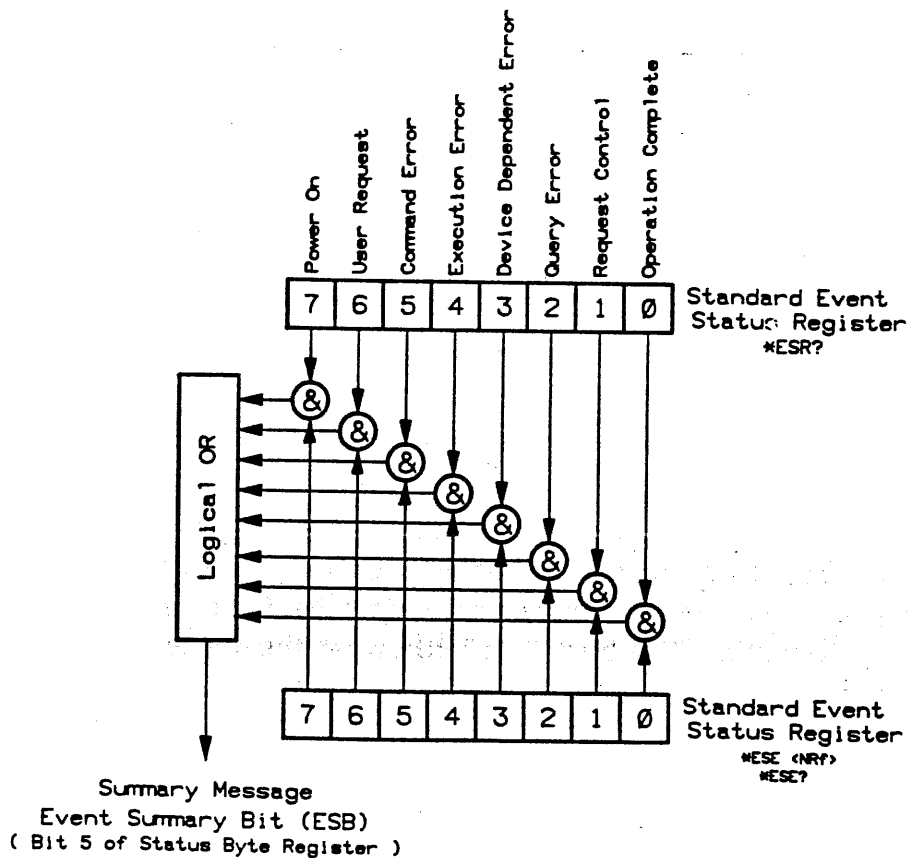 Power On
User Request
Command Error
Execution Error
Device Dependent Error
Query Error
Request Control
Operation Complete
7 6 5 4 3 2 1 0
Standard Event
Status Register
*ESR?
&
&
&
&
&
&
&
&
Logical OR
7 6 5 4 3 2 1 0
Standard Event
Status Register
*ESE <NRf>
*ESE?
Summary Message
Event Summary Bit (ESB)
( Bit 5 of Status Byte Register )